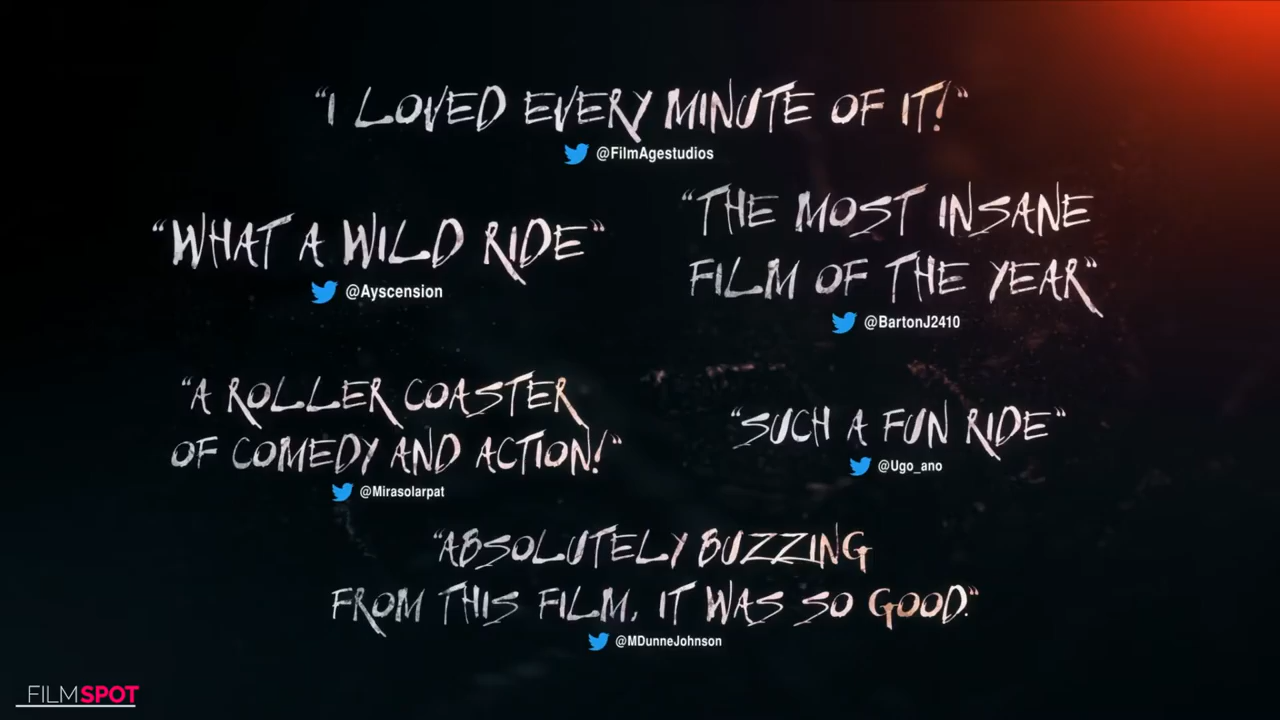 "I LOVED EVERY MINUTE OF IT!"
@FilmAgestudios
"WHAT A WILD RIDE"
@Ayscension
"THE MOST INSANE
FILM OF THE YEAR"
@BartonJ2410
"A ROLLER COASTER
OF COMEDY AND ACTION!"
@Mirasolarpat
"SUCH A FUN RIDE"
@Ugo_ano
"ABSOLUTELY BUZZING
FROM THIS FILM, IT WAS SO GOOD."
@MDunneJohnson
FILMSPOT